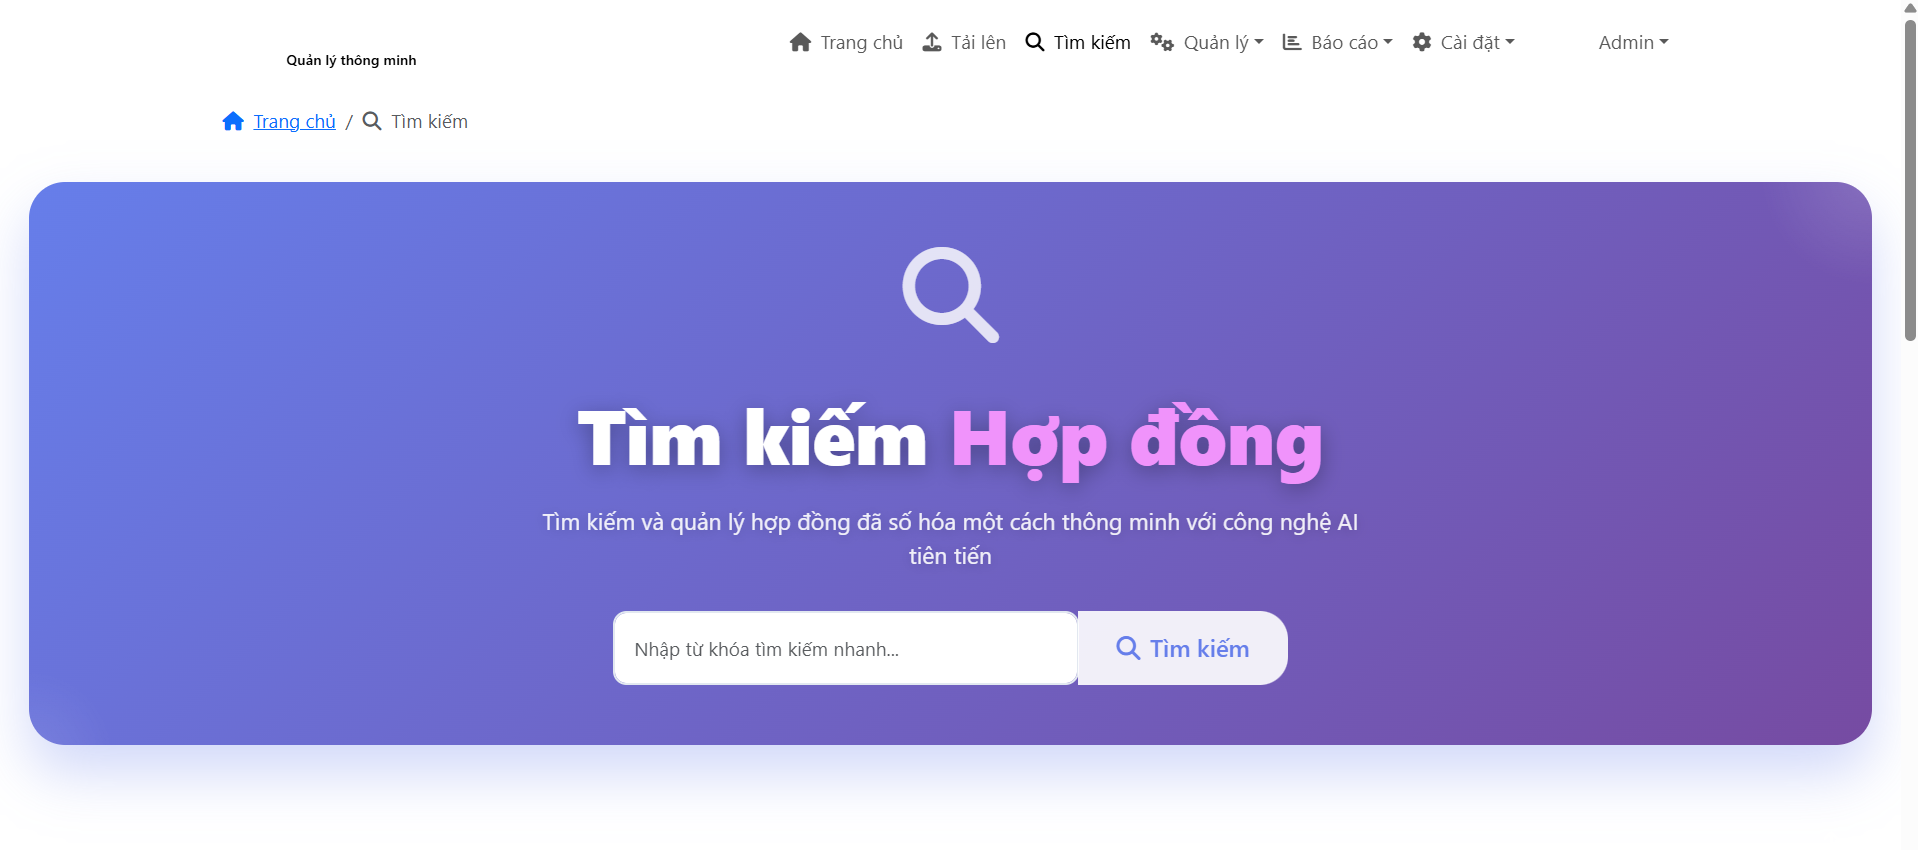 Quản lý thông minh
Trang chủ Tải lên Tìm kiếm Quản lý Báo cáo Cài đặt Admin
Trang chủ / Tìm kiếm
Tìm kiếm Hợp đồng
Tìm kiếm và quản lý hợp đồng đã số hóa một cách thông minh với công nghệ AI
tiên tiến
Nhập từ khóa tìm kiếm nhanh...
Tìm kiếm